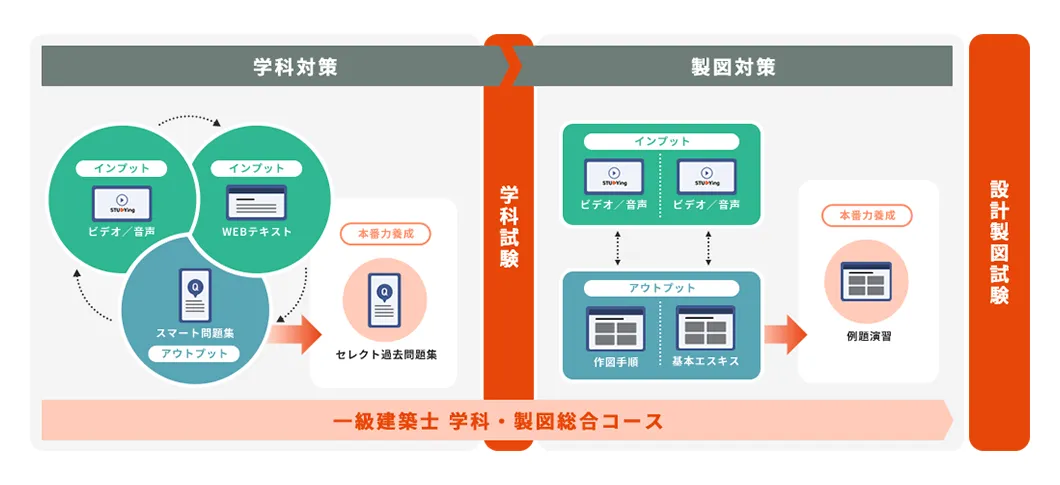 学科対策
インプット
STUDYing
ビデオ／音声
インプット
WEBテキスト
Q
スマート問題集
アウトプット
本番力養成
Q
セレクト過去問題集
学科試験
製図対策
インプット
STUDYing
ビデオ／音声
STUDYing
ビデオ／音声
アウトプット
作図手順
基本エスキス
本番力養成
例題演習
設計製図試験
一級建築士 学科・製図総合コース